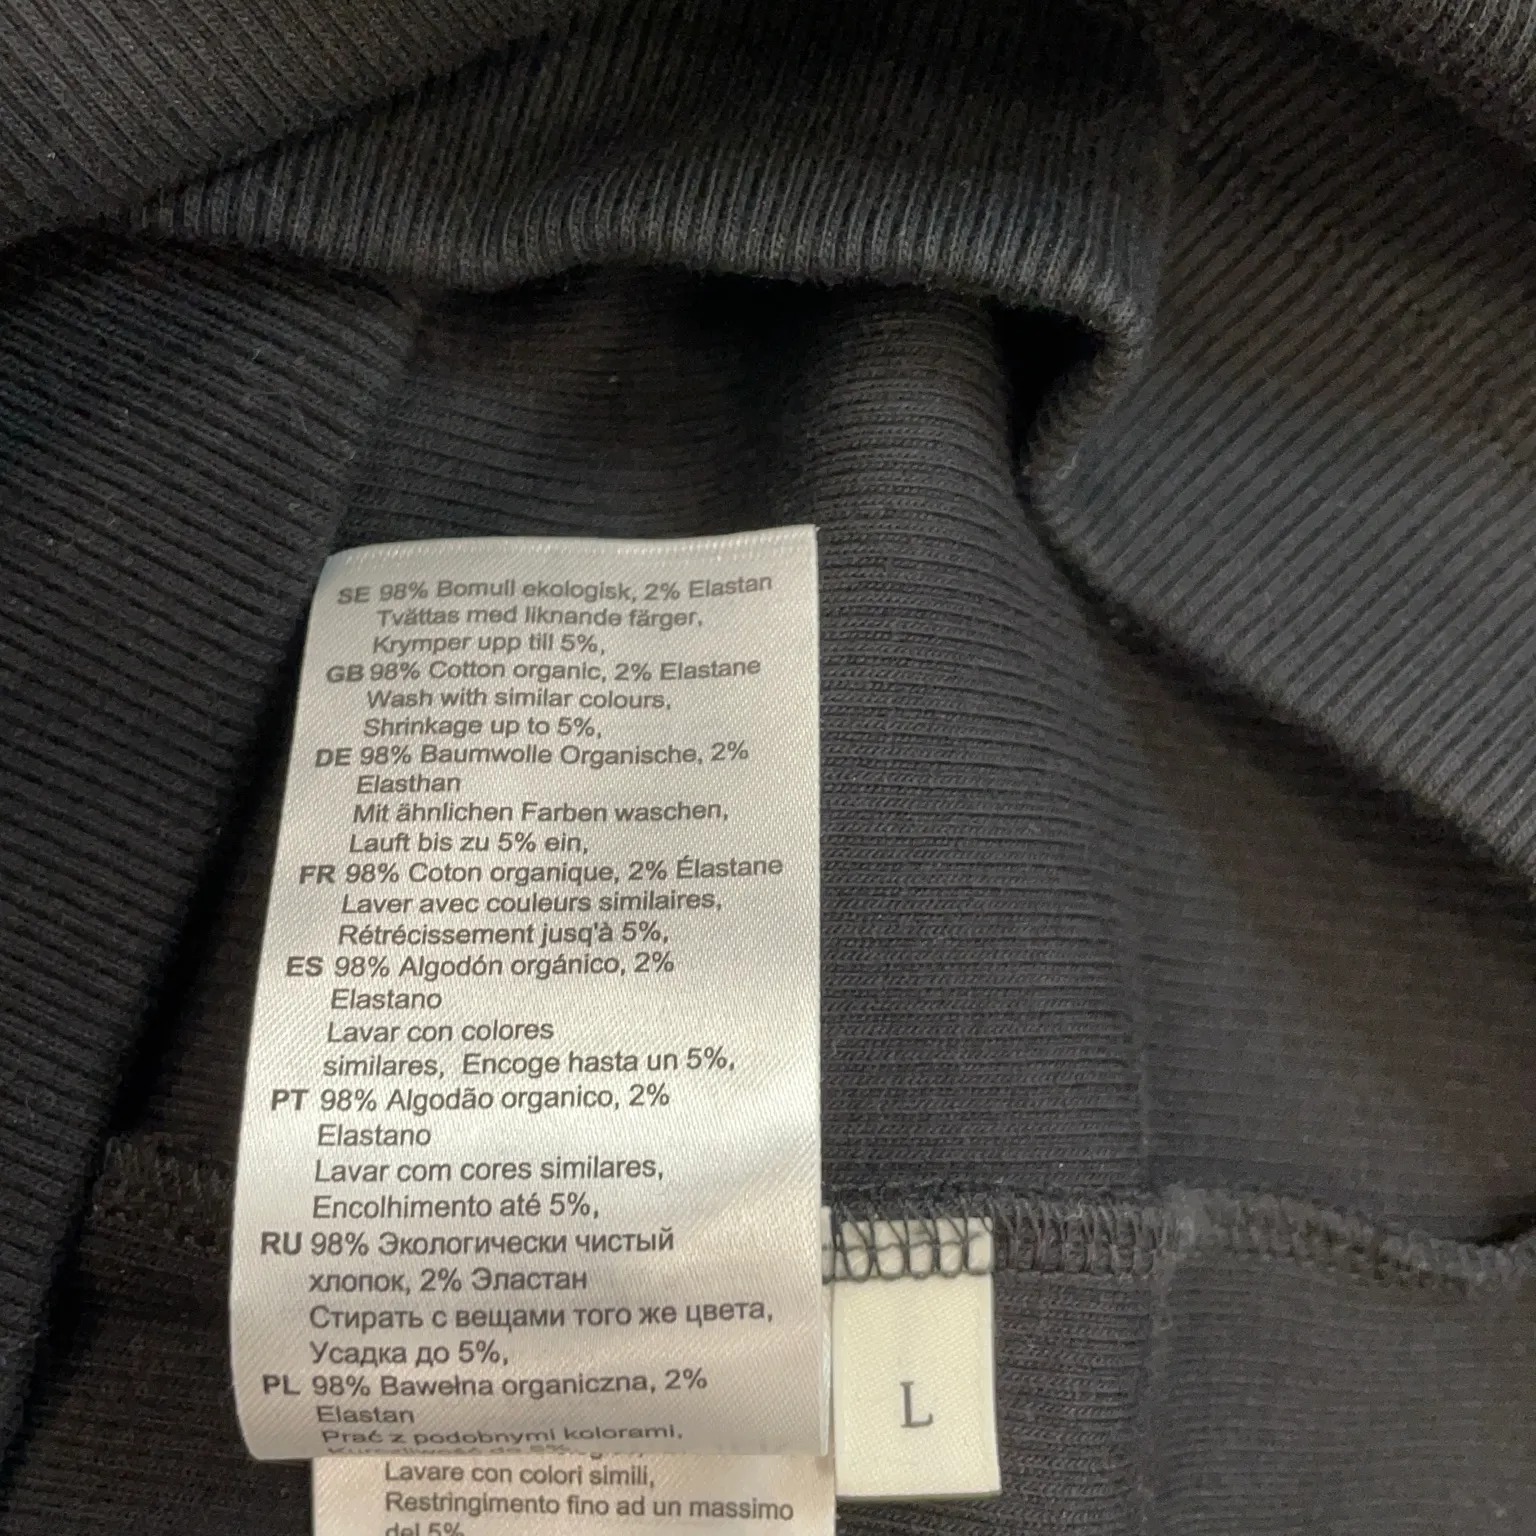 SE 98% Bomull ekologisk, 2% Elastan
Tvättas med liknande färger,
Krymper upp till 5%,
GB 98% Cotton organic, 2% Elastane
Wash with similar colours,
Shrinkage up to 5%,
DE 98% Baumwolle Organische, 2%
Elasthan
Mit ähnlichen Farben waschen,
Lauft bis zu 5% ein,
FR 98% Coton organique, 2% Élastane
Laver avec couleurs similaires,
Rétrécissement jusq'à 5%,
ES 98% Algodón orgánico, 2%
Elastano
Lavar con colores
similares, Encoge hasta un 5%,
PT 98% Algodão organico, 2%
Elastano
Lavar com cores similares,
Encolhimento até 5%,
RU 98% Экологически чистый
хлопок, 2% Эластан
Стирать с вещами того же цвета,
Усадка до 5%,
PL 98% Bawełna organiczna, 2%
Elastan
Prać z podobnymi kolorami,
Lavare con colori simili,
Restringimento fino ad un massimo
del 5%
L